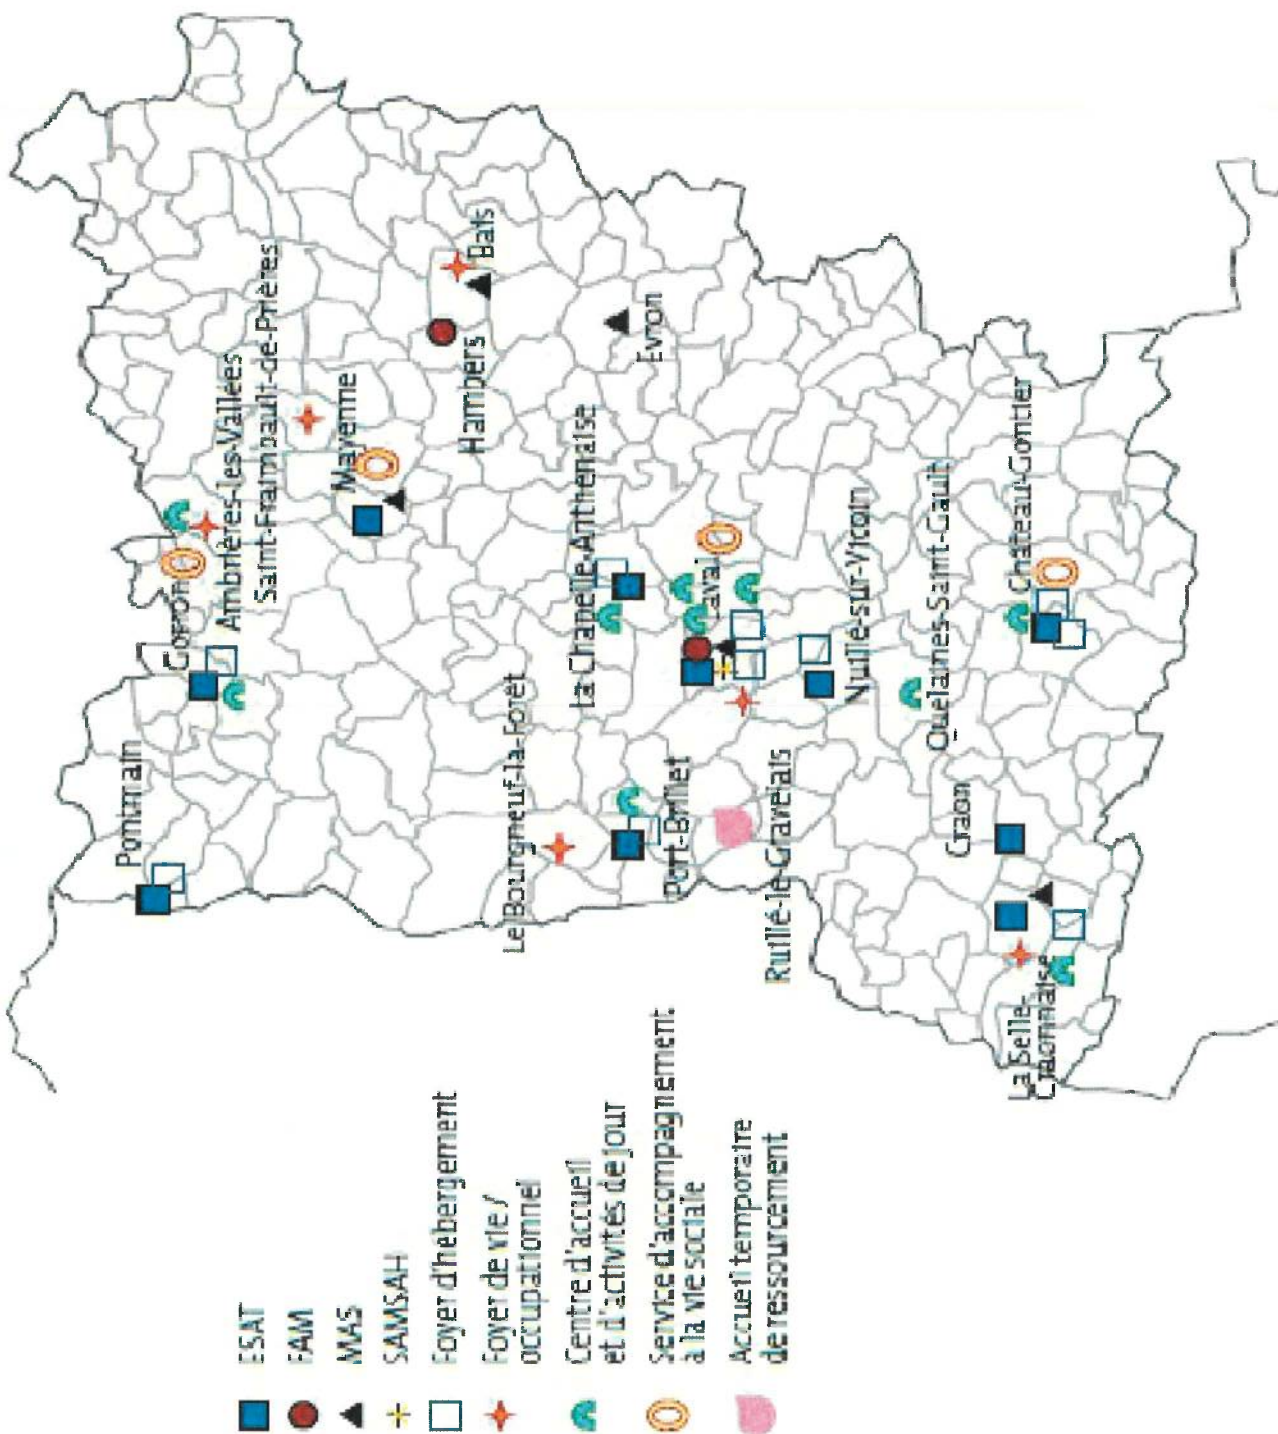 Pontmain
Gorron
Ambrières-les-Vallées
Saint-Fraimbault-de-Prières
Mayenne
Hambers
Bais
Evron
La Chapelle-Anthenaise
Le Bourgneuf-la-Forêt
Laval
Port-Brillet
Ruillé-le-Gravelais
Nuillé-sur-Vicoin
Quelaines-Saint-Gault
Château-Gontier
Craon
La Selle-
Craonnaise
ESAT
FAM
MAS
SAMSAH
Foyer d'hébergement
Foyer de vie /
occupationnel
Centre d'accueil
et d'activités de jour
Service d'accompagnement
à la vie sociale
Accueil temporaire
de ressourcement